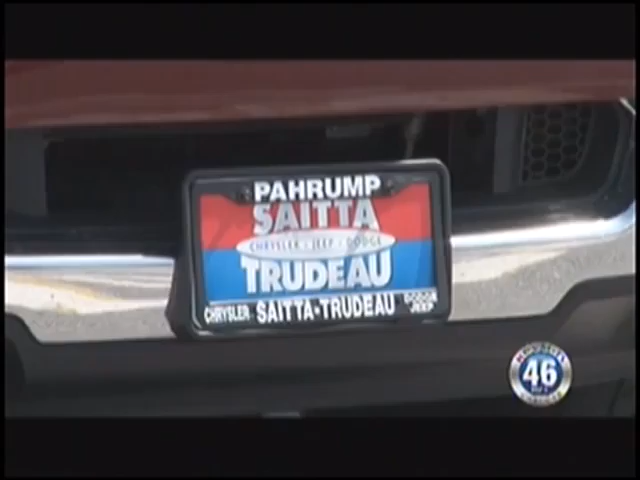 PAHRUMP
SAITTA
CHRYSLER - JEEP - DODGE
TRUDEAU
CHRYSLER SAITTA-TRUDEAU DODGE JEEP
46